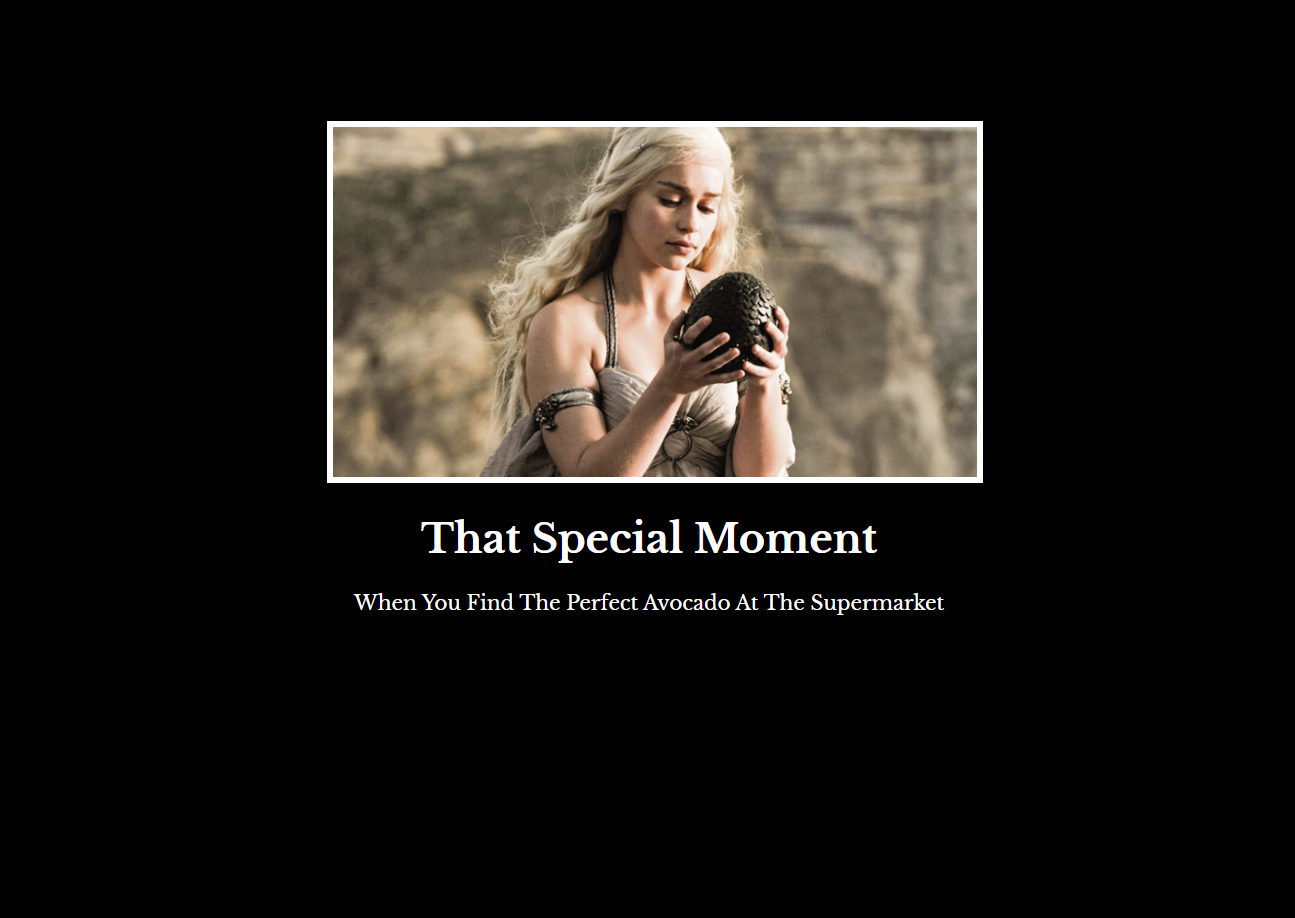 That Special Moment
When You Find The Perfect Avocado At The Supermarket